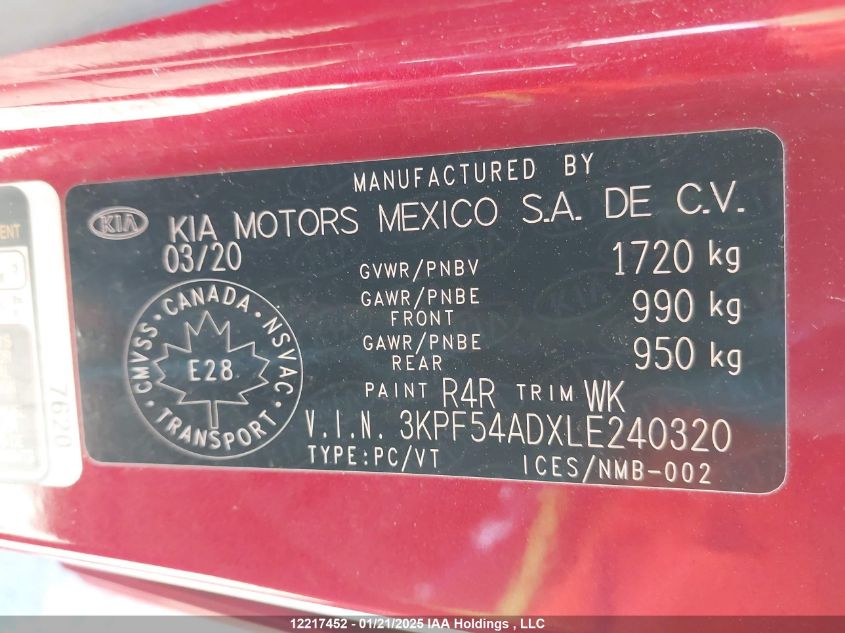 MANUFACTURED BY
KIA KIA MOTORS MEXICO S.A. DE C.V.
03/20
GVWR/PNBV 1720 kg
GAWR/PNBE FRONT 990 kg
GAWR/PNBE REAR 950 kg
CMVSS • CANADA • NSVAC • TRANSPORT •
E28
PAINT R4R TRIM WK
V.I.N. 3KPF54ADXLE240320
TYPE:PC/VT ICES/NMB-002
7620
12217452 - 01/21/2025 IAA Holdings , LLC